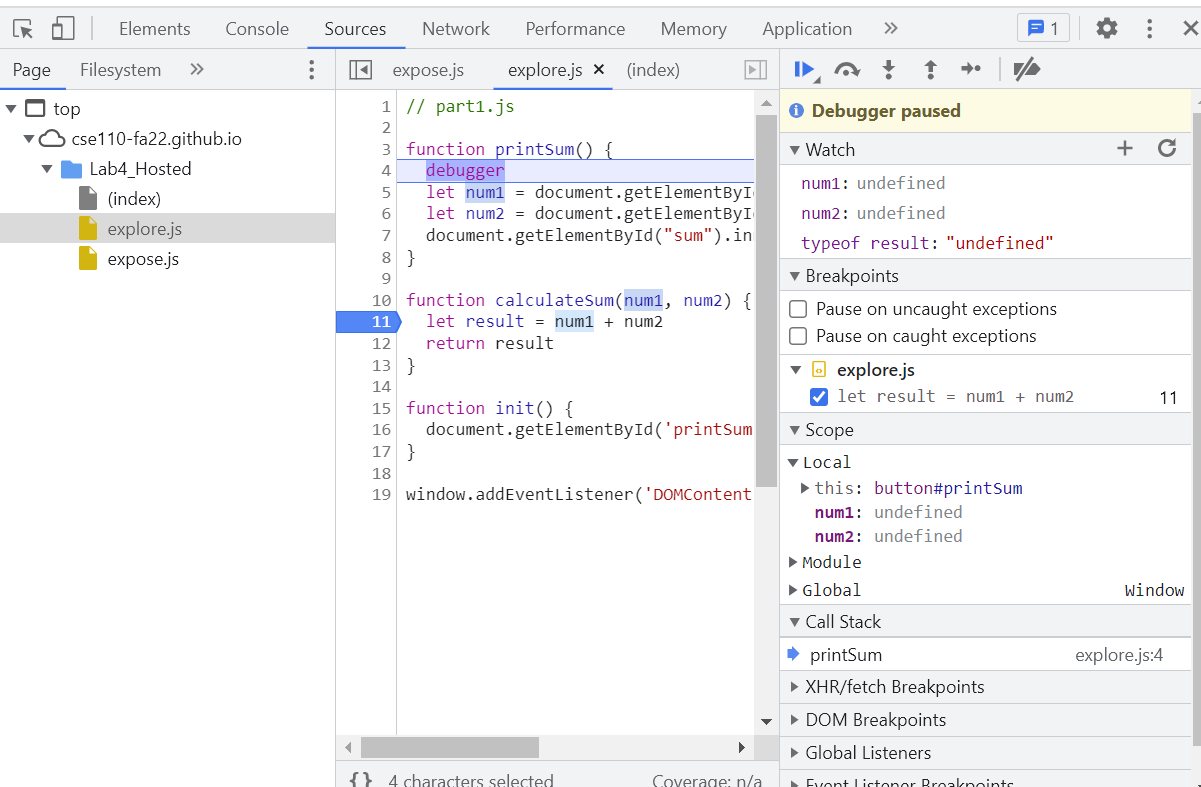 Elements Console Sources Network Performance Memory Application 1
Page Filesystem
top
cse110-fa22.github.io
Lab4_Hosted
(index)
explore.js
expose.js
expose.js explore.js (index)
1 // part1.js
2
3 function printSum() {
4 debugger
5 let num1 = document.getElementById
6 let num2 = document.getElementById
7 document.getElementById("sum").in
8 }
9
10 function calculateSum(num1, num2) {
11 let result = num1 + num2
12 return result
13 }
14
15 function init() {
16 document.getElementById('printSum
17 }
18
19 window.addEventListener('DOMContent
{} 4 characters selected Coverage: n/a
Debugger paused
Watch
num1: undefined
num2: undefined
typeof result: "undefined"
Breakpoints
Pause on uncaught exceptions
Pause on caught exceptions
explore.js
let result = num1 + num2 11
Scope
Local
this: button#printSum
num1: undefined
num2: undefined
Module
Global Window
Call Stack
printSum explore.js:4
XHR/fetch Breakpoints
DOM Breakpoints
Global Listeners
Event Listener Breakpoints